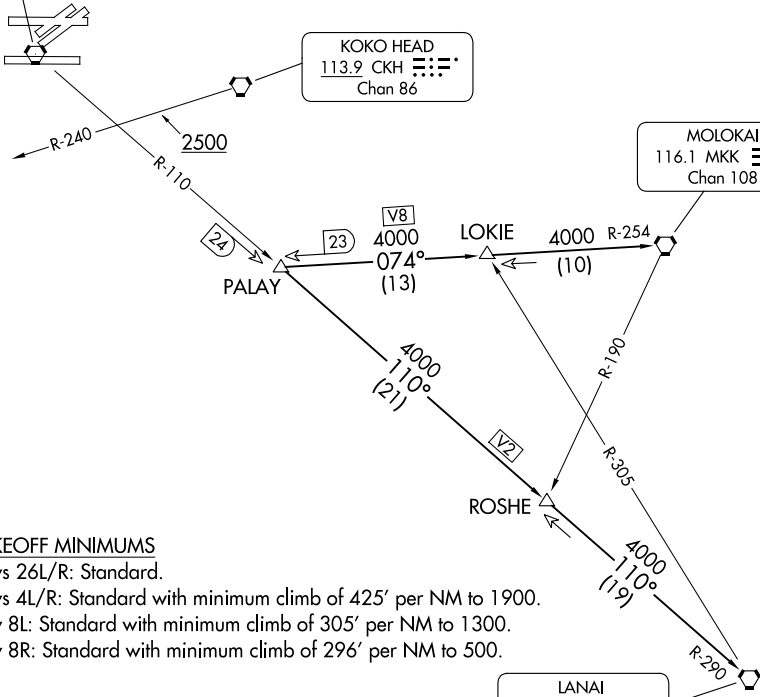 KOKO HEAD
113.9 CKH
Chan 86
MOLOKAI
116.1 MKK
Chan 108
R-240
2500
R-110
24
23
V8
4000
074°
(13)
LOKIE
4000
R-254
(10)
PALAY
4000
110°
(21)
V2
R-190
R-305
ROSHE
4000
110°
(19)
R-290
KEOFF MINIMUMS
ys 26L/R: Standard.
ys 4L/R: Standard with minimum climb of 425' per NM to 1900.
y 8L: Standard with minimum climb of 305' per NM to 1300.
y 8R: Standard with minimum climb of 296' per NM to 500.
LANAI